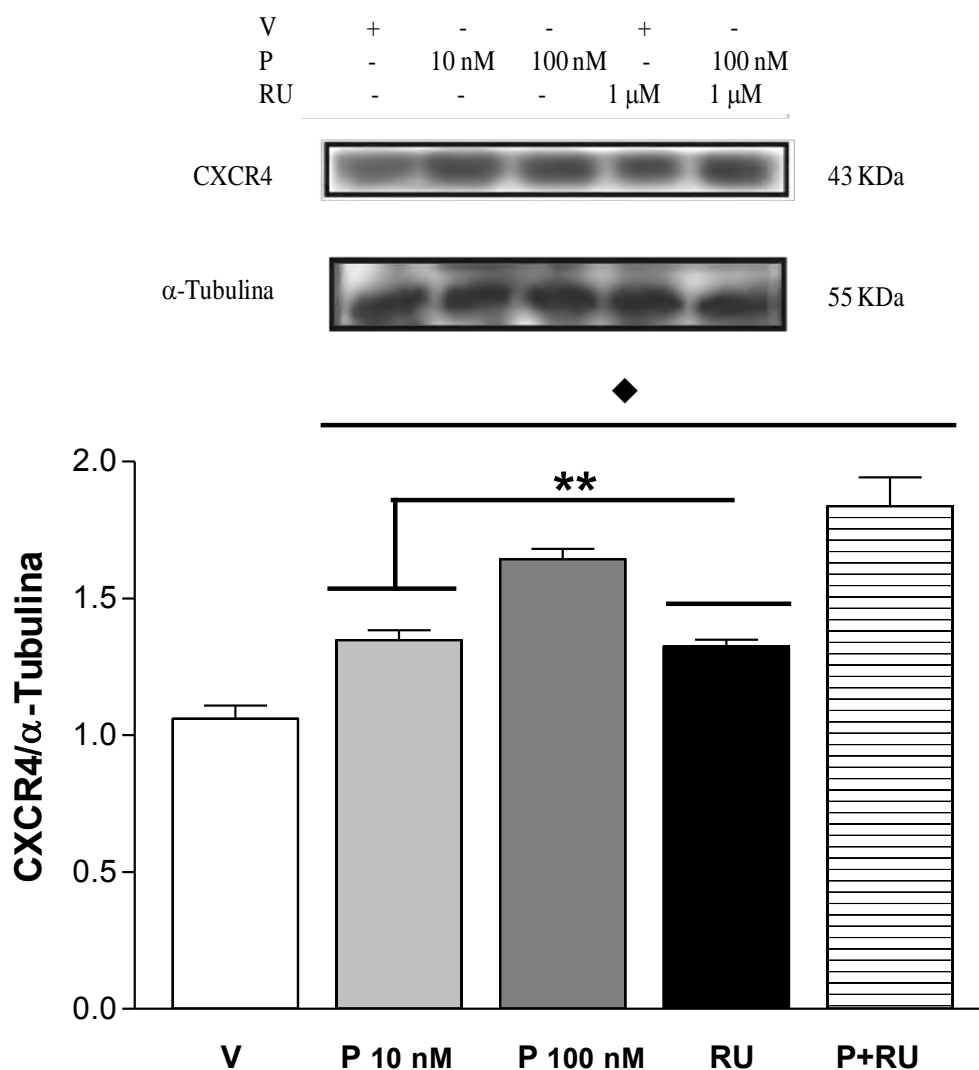 V + - - + -
P - 10 nM 100 nM - 100 nM
RU - - - 1 μM 1 μM
CXCR4 43 KDa
α-Tubulina 55 KDa
◆
2.0
**
1.5
1.0
0.5
0.0
CXCR4/α-Tubulina
V P 10 nM P 100 nM RU P+RU